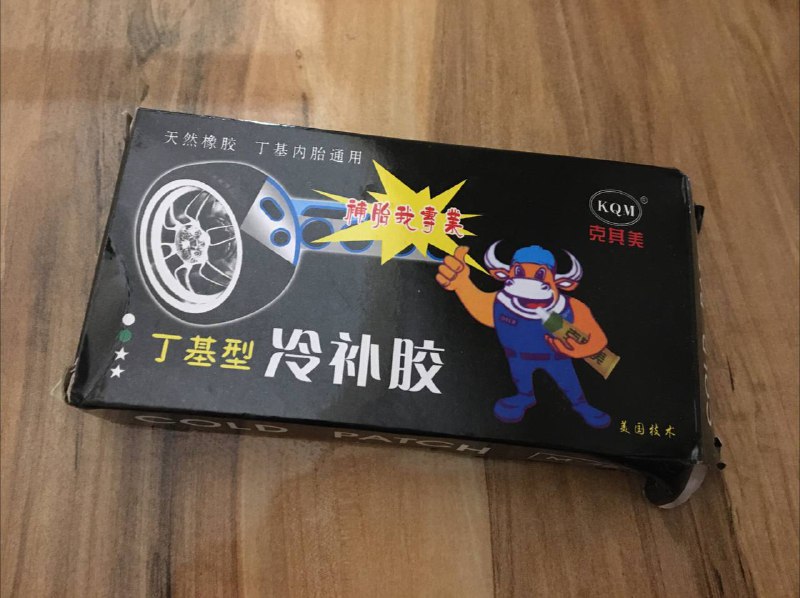 天然橡胶 丁基内胎通用
補胎我專業
KQM®
克其美
丁基型 冷补胶
美国技术
COLD PATCH